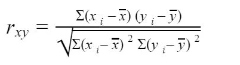 r_xy = Σ(x_i − x̅)(y_i − y̅) / √(Σ(x_i − x̅)² Σ(y_i − y̅)²)